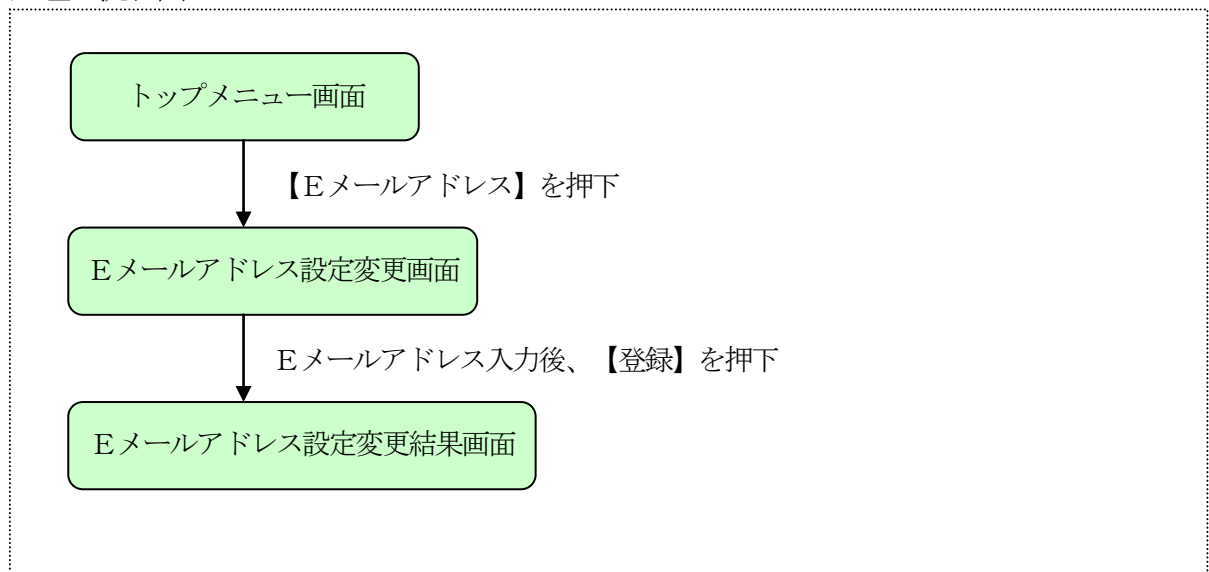 トップメニュー画面
【Ｅメールアドレス】を押下
Ｅメールアドレス設定変更画面
Ｅメールアドレス入力後、【登録】を押下
Ｅメールアドレス設定変更結果画面